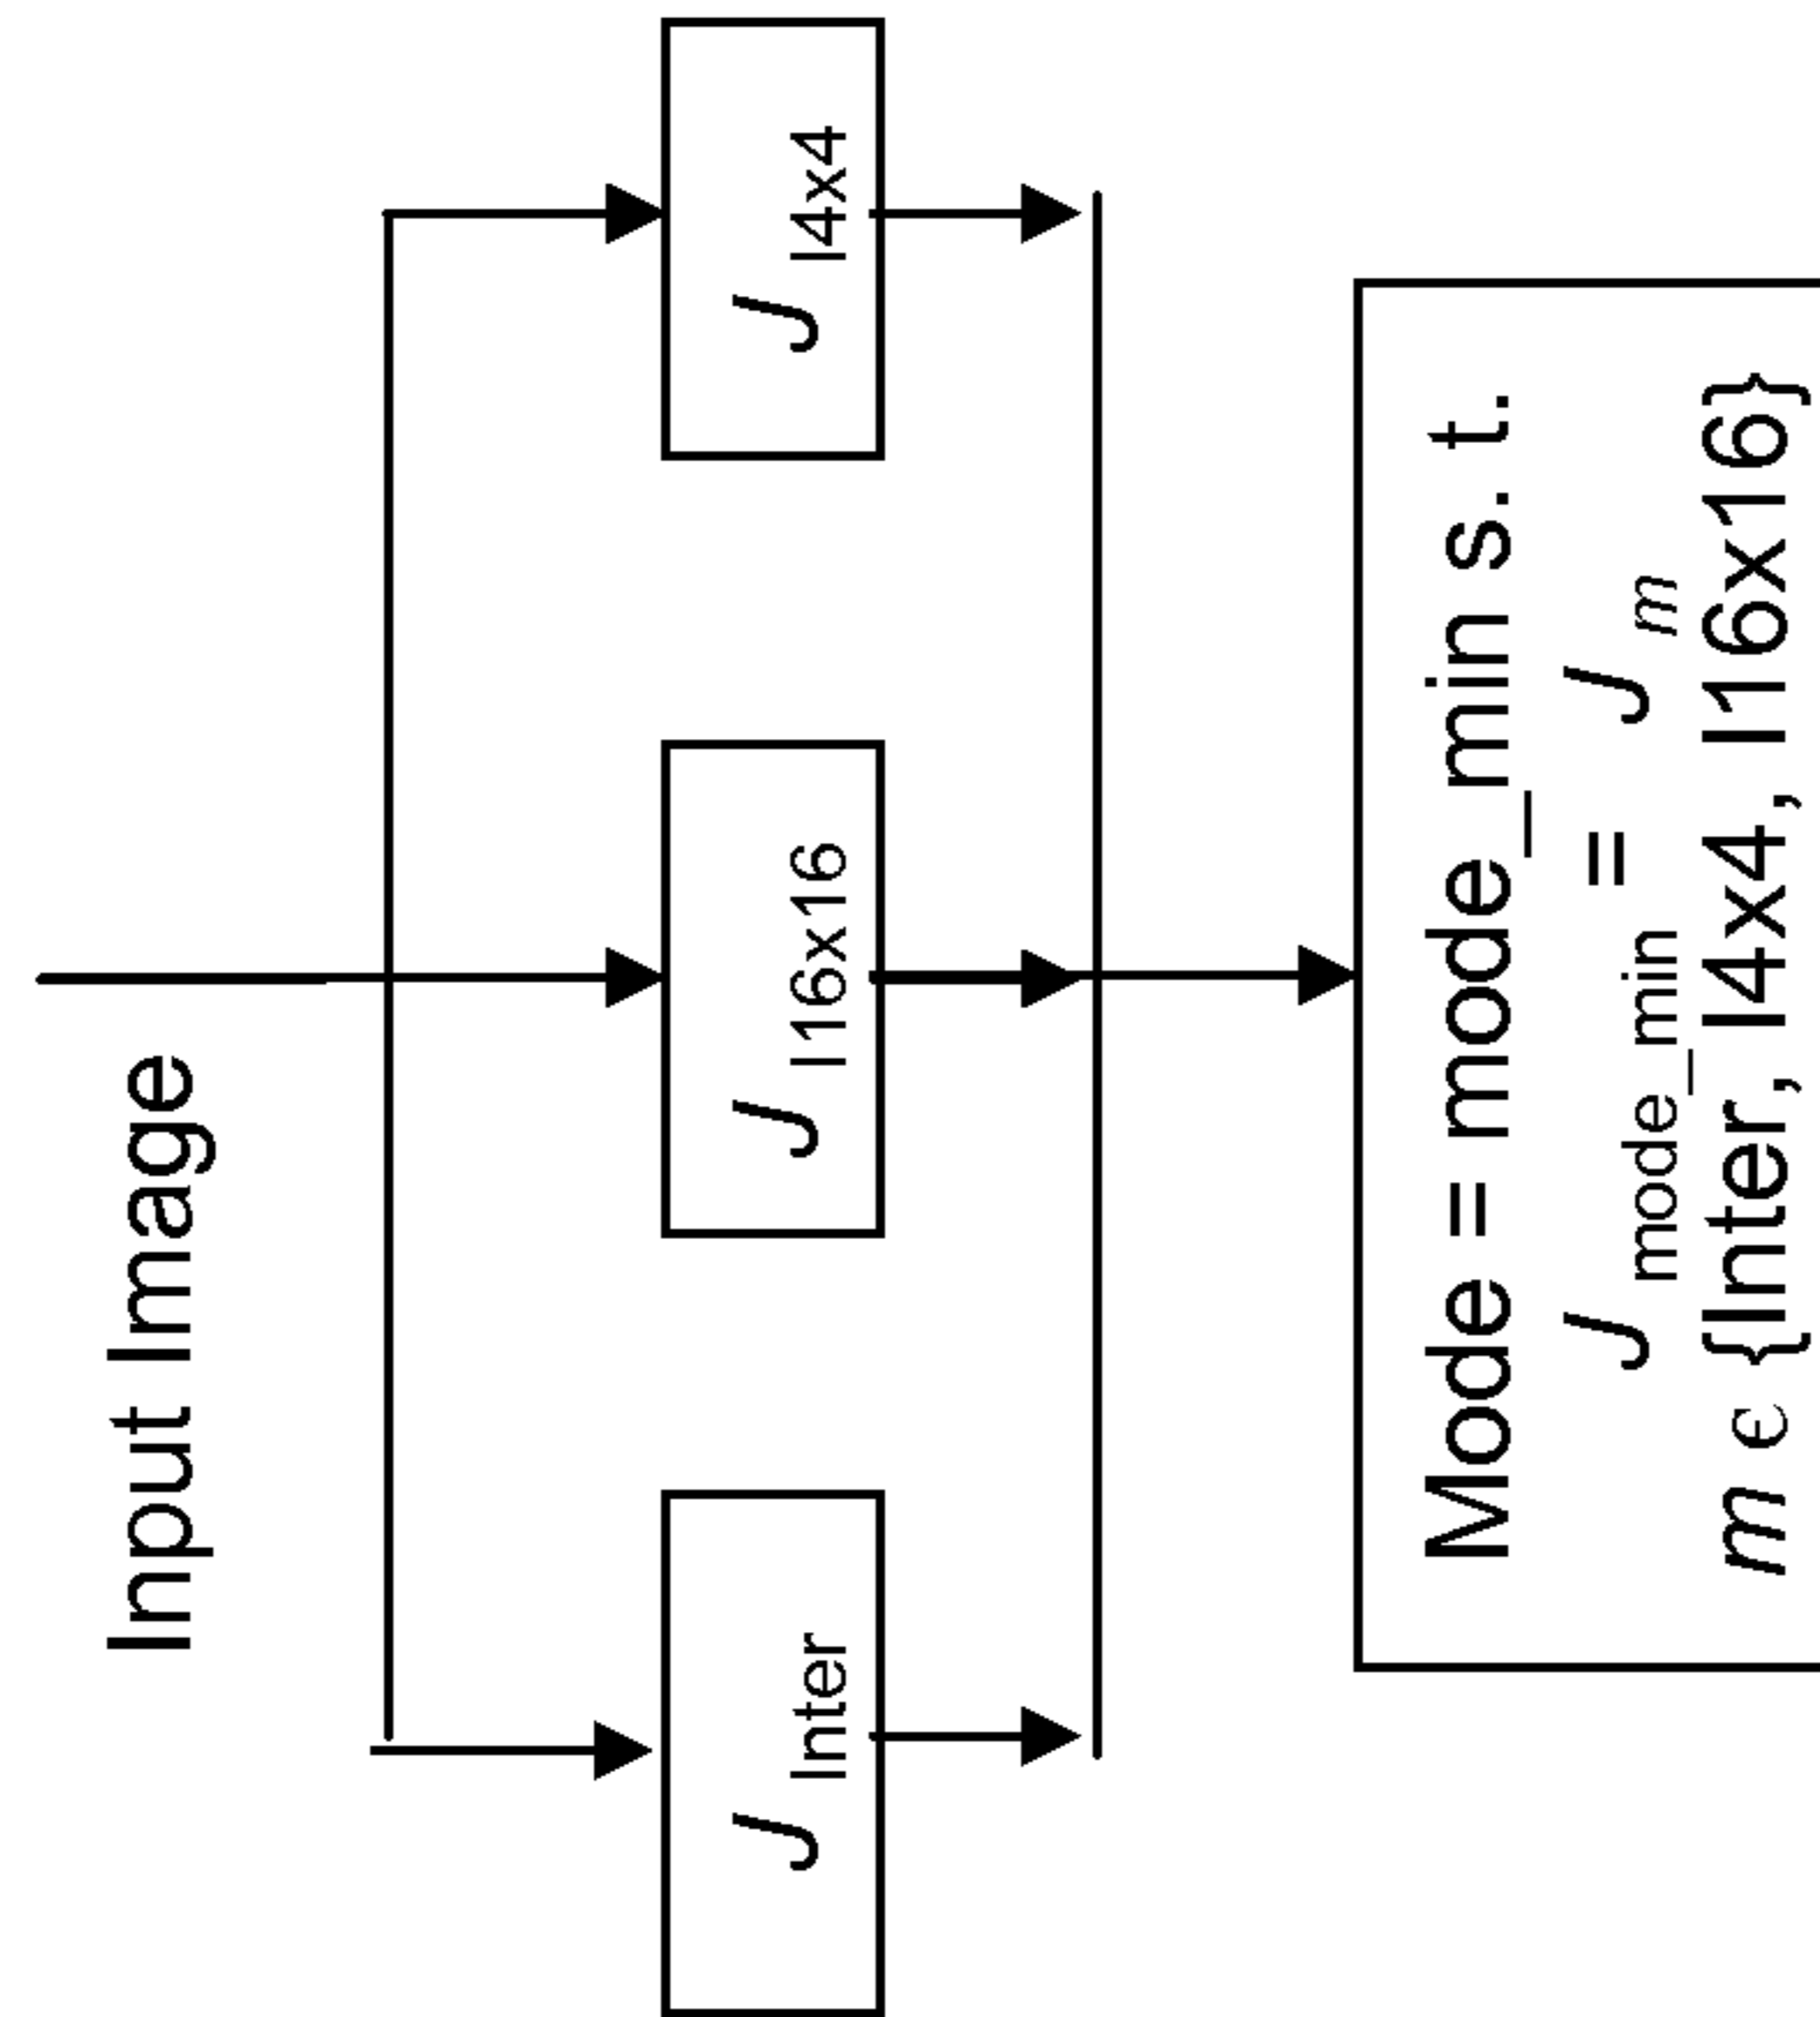 Input Image
J Inter
J I16x16
J I4x4
Mode = mode_min s. t.
J mode_min = J m
m ϵ {Inter, I4x4, I16x16}